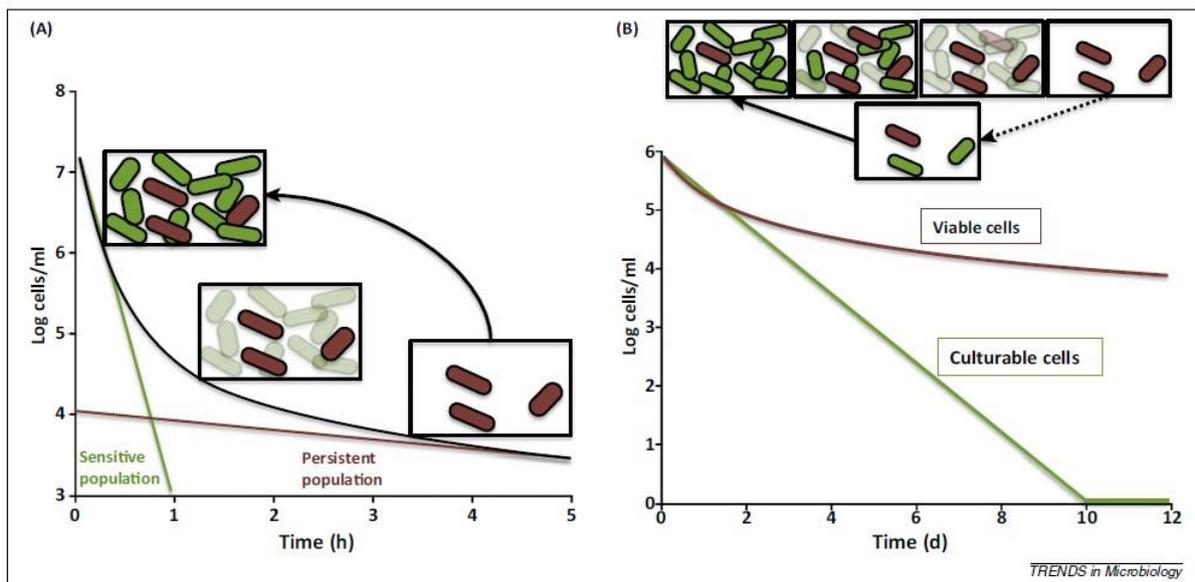 (A)
8
7
6
5
4
3
Log cells/ml
Sensitive
population
Persistent
population
0 1 2 3 4 5
Time (h)
(B)
6
5
4
3
2
1
0
Log cells/ml
Viable cells
Culturable cells
0 2 4 6 8 10 12
Time (d)
TRENDS in Microbiology